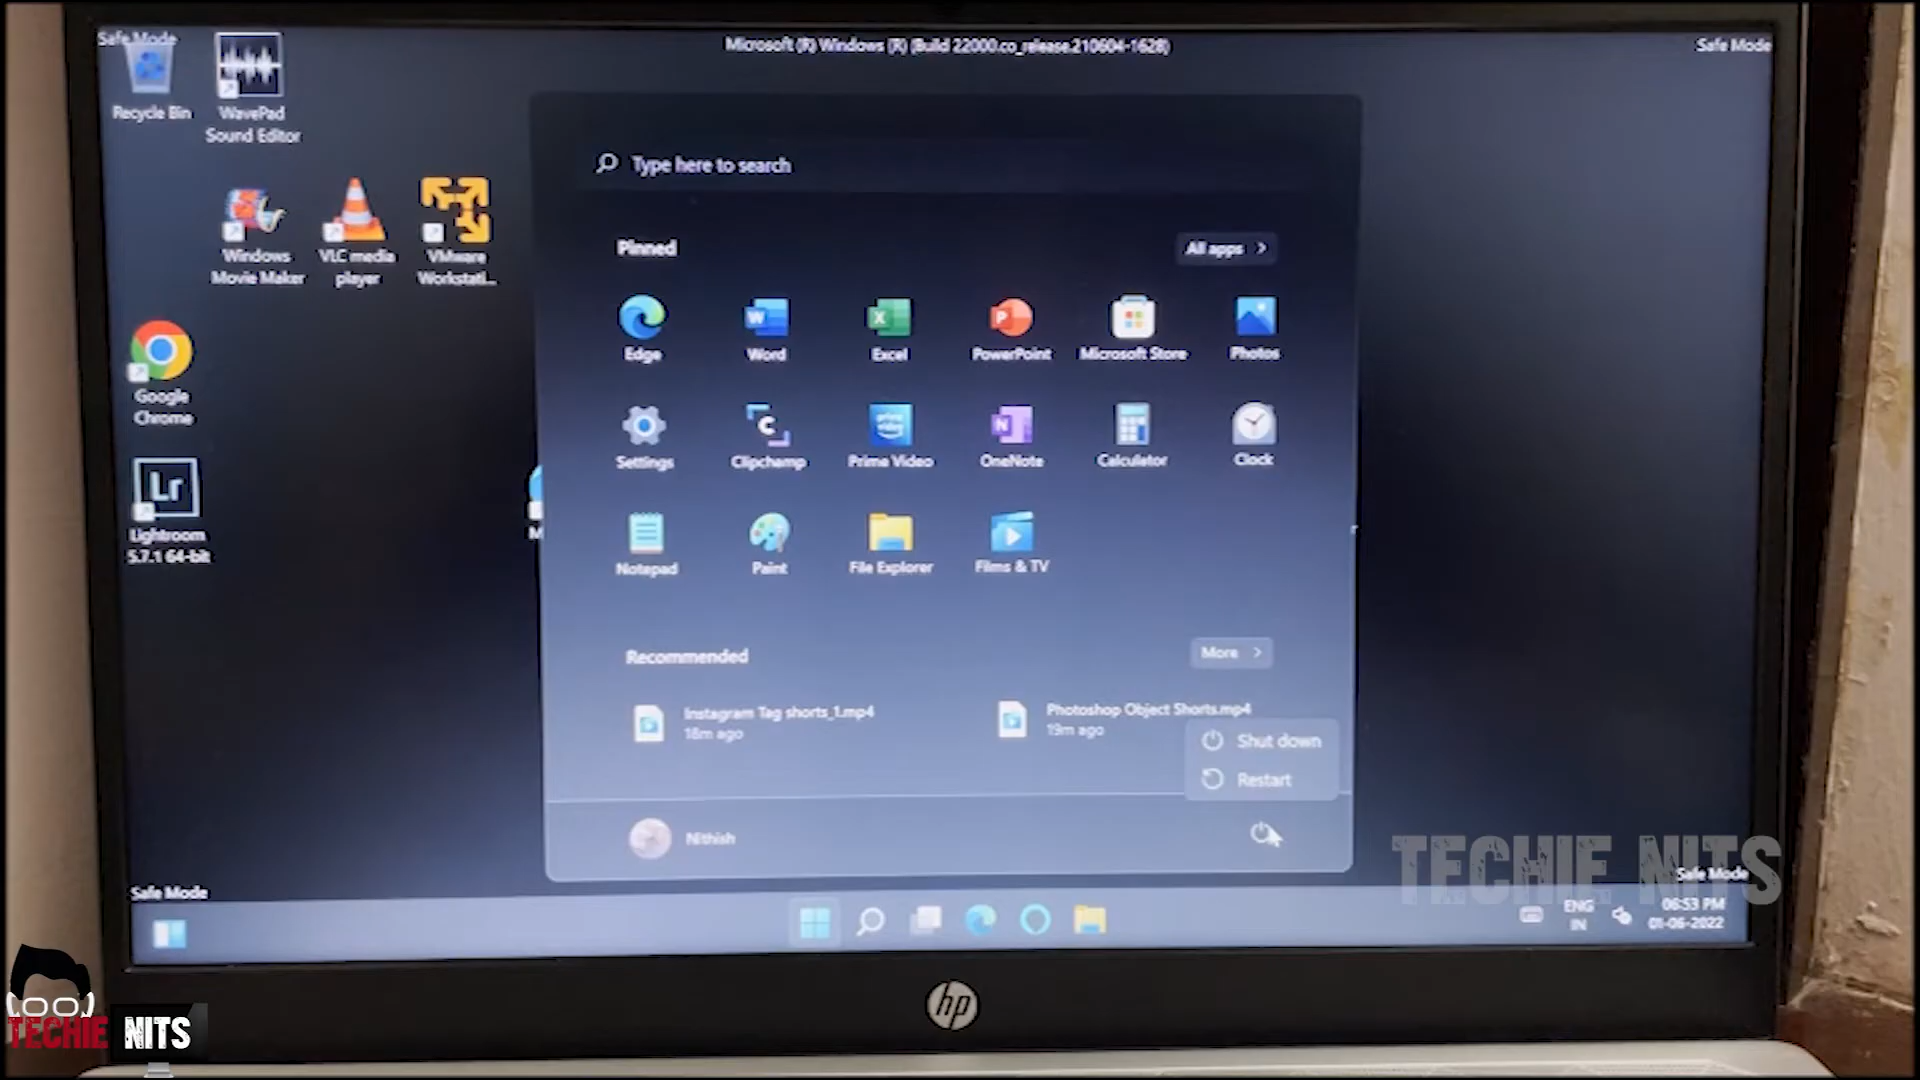 Safe Mode
Microsoft (R) Windows (R) (Build 22000.co_release.210604-1628)
Safe Mode
Recycle Bin
WavePad
Sound Editor
Windows
Movie Maker
VLC media
player
VMware
Workstati...
Google
Chrome
Lr
Lightroom
5.7.1 64-bit
M
Type here to search
Pinned
All apps
Edge
Word
Excel
PowerPoint
Microsoft Store
Photos
Settings
Clipchamp
prime video
Prime Video
OneNote
Calculator
Clock
Notepad
Paint
File Explorer
Films & TV
Recommended
More
Instagram Tag shorts_1.mp4
18m ago
Photoshop Object Shorts.mp4
19m ago
Shut down
Restart
Nithish
TECHIE NITS
Safe Mode
Safe Mode
ENG
IN
06:53 PM
01-06-2022
hp
TECHIE NITS